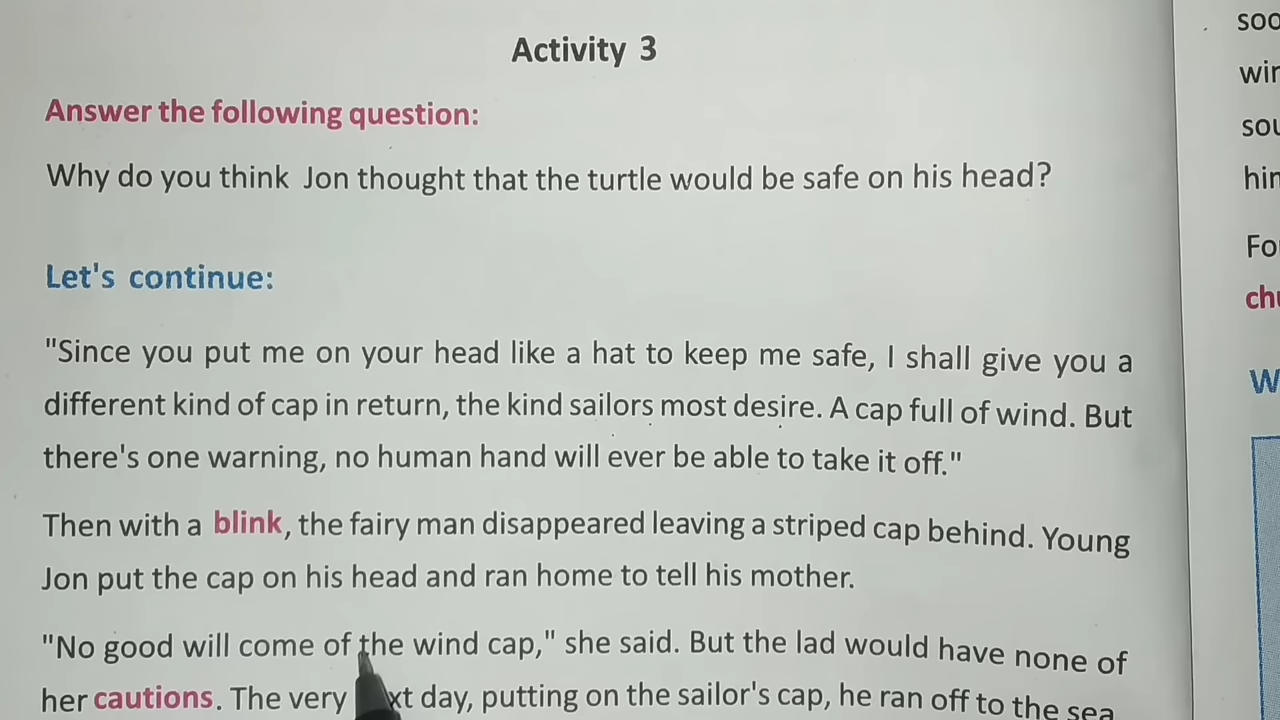 Activity 3
Answer the following question:
Why do you think Jon thought that the turtle would be safe on his head?
Let's continue:
"Since you put me on your head like a hat to keep me safe, I shall give you a
different kind of cap in return, the kind sailors most desire. A cap full of wind. But
there's one warning, no human hand will ever be able to take it off."
Then with a blink, the fairy man disappeared leaving a striped cap behind. Young
Jon put the cap on his head and ran home to tell his mother.
"No good will come of the wind cap," she said. But the lad would have none of
her cautions. The very day, putting on the sailor's cap, he ran off to the sea